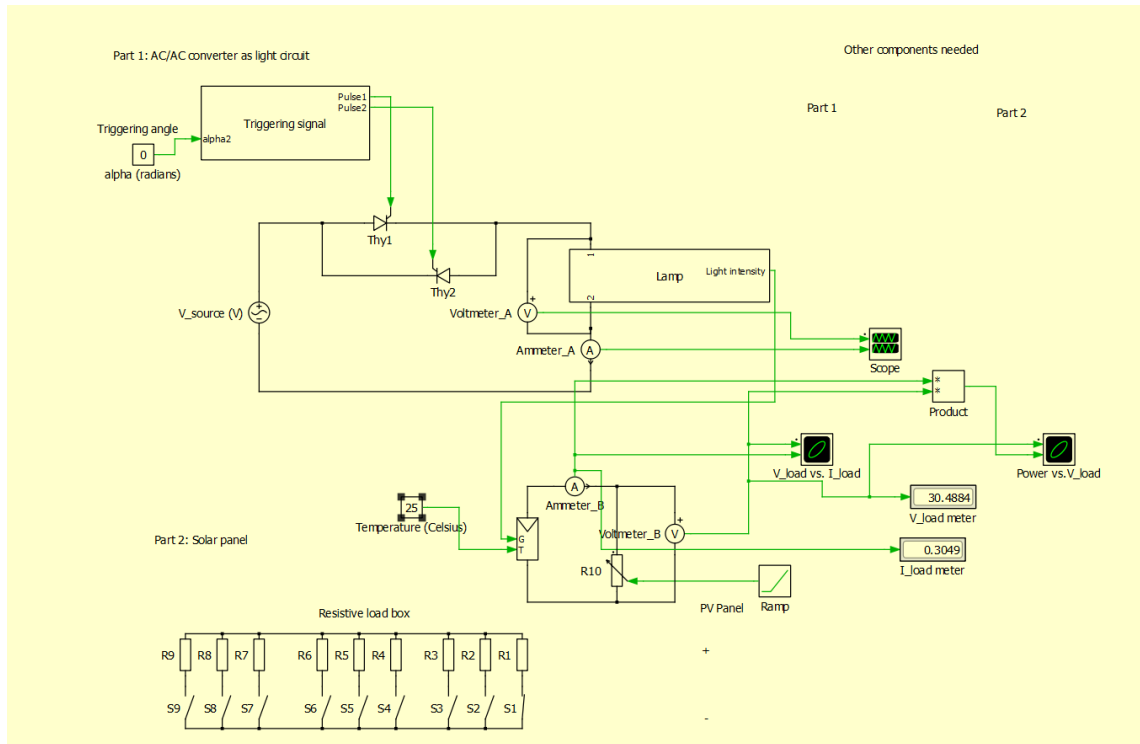 Other components needed
Part 1: AC/AC converter as light circuit
Part 1
Part 2
Pulse1
Pulse2
Triggering signal
Triggering angle
alpha2
0
alpha (radians)
Thy1
Thy2
Lamp
Light intensity
1
2
V_source (V)
+
Voltmeter_A
V
Ammeter_A
A
Scope
*
*
Product
V_load vs. I_load
Power vs.V_load
A
Ammeter_B
25
Temperature (Celsius)
30.4884
V_load meter
+
Voltmeter_B
V
G
T
Part 2: Solar panel
0.3049
I_load meter
R10
Ramp
PV Panel
Resistive load box
+
R9
R8
R7
R6
R5
R4
R3
R2
R1
S9
S8
S7
S6
S5
S4
S3
S2
S1
-